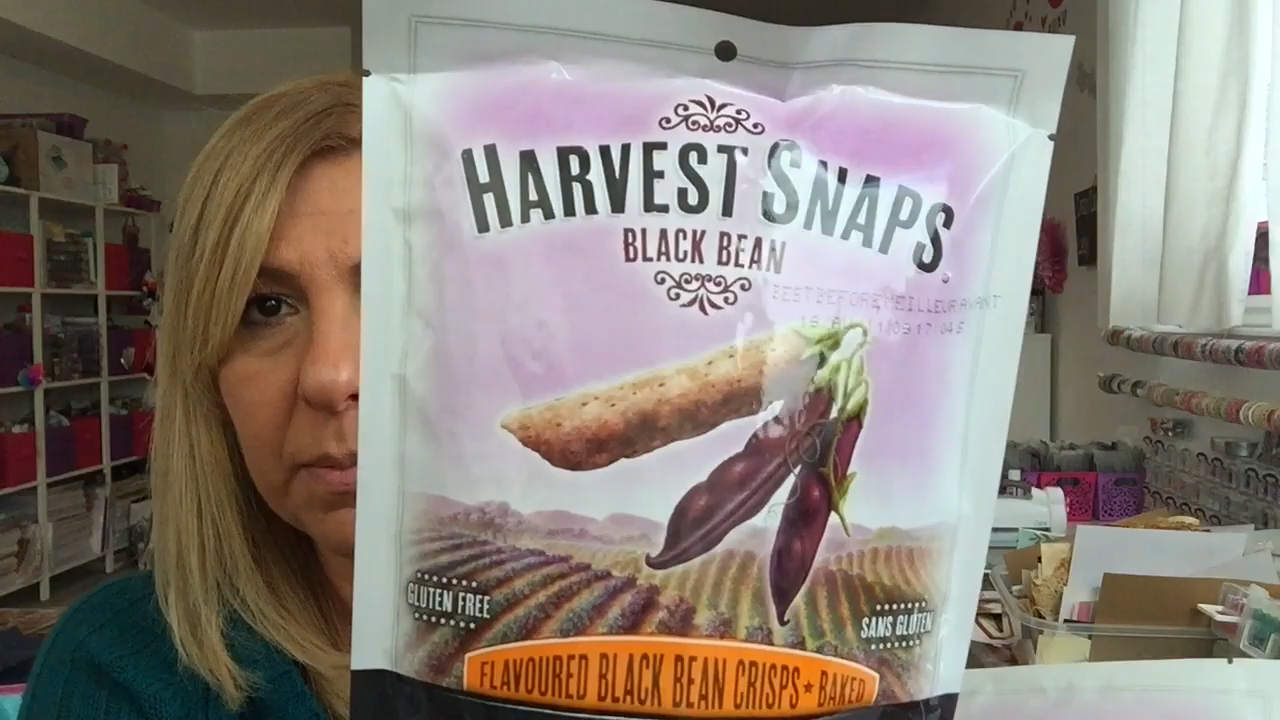 HARVEST SNAPS
BLACK BEAN
BEST BEFORE/MEILLEUR AVANT
GLUTEN FREE
SANS GLUTEN
FLAVOURED BLACK BEAN CRISPS ★ BAKED